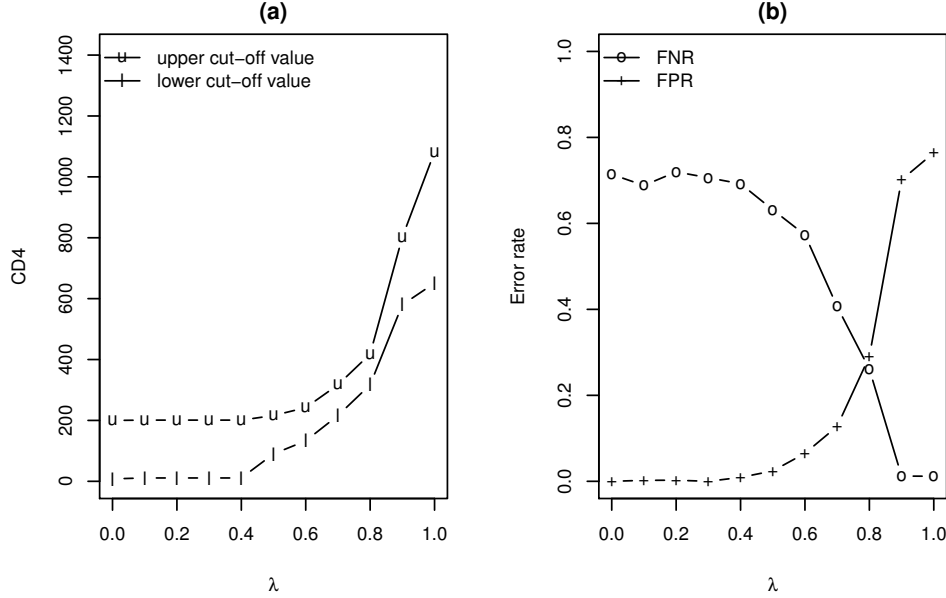 (a)
u upper cut−off value
l lower cut−off value
CD4
1400
1200
1000
800
600
400
200
0
0.0 0.2 0.4 0.6 0.8 1.0
λ
(b)
o FNR
+ FPR
Error rate
1.0
0.8
0.6
0.4
0.2
0.0
0.0 0.2 0.4 0.6 0.8 1.0
λ